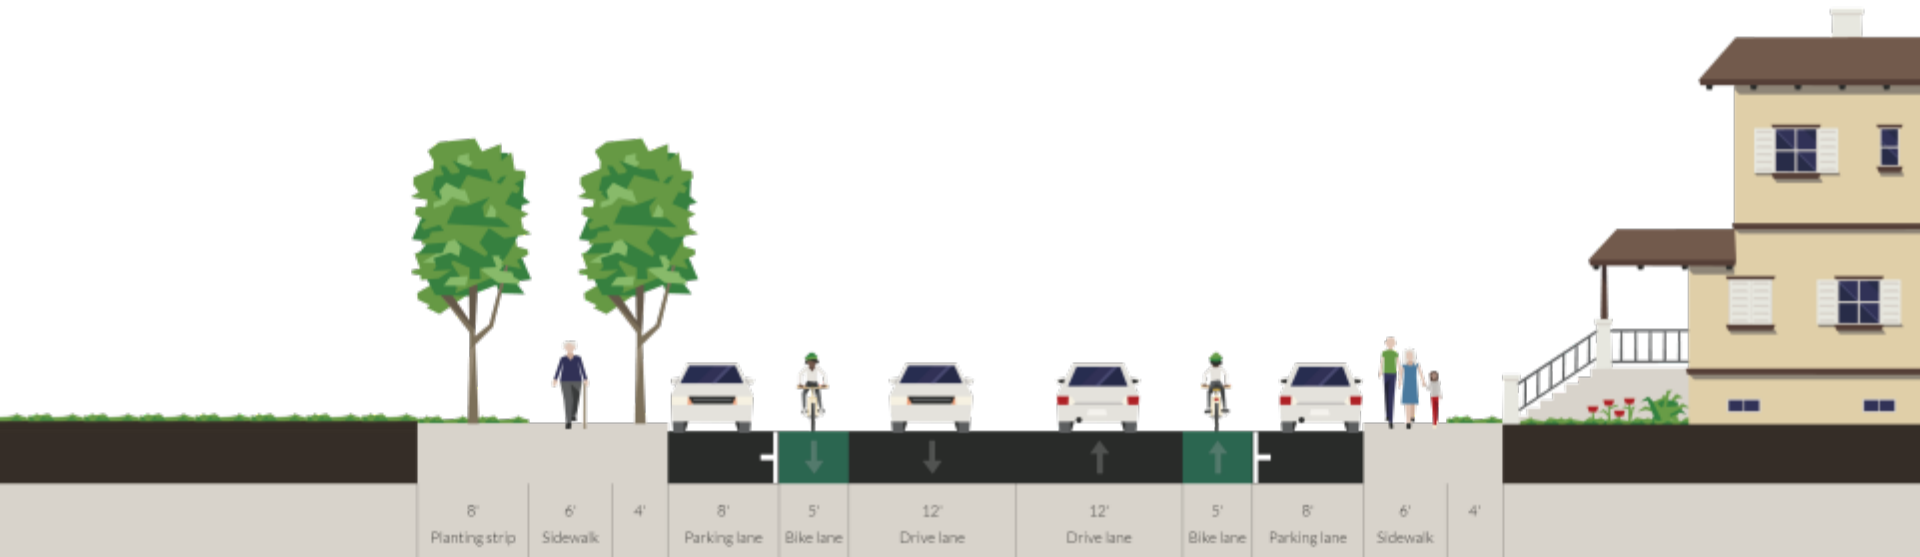 8' 6' 4' 8' 5' 12' 12' 5' 8' 6' 4'
Planting strip Sidewalk Parking lane Bike lane Drive lane Drive lane Bike lane Parking lane Sidewalk